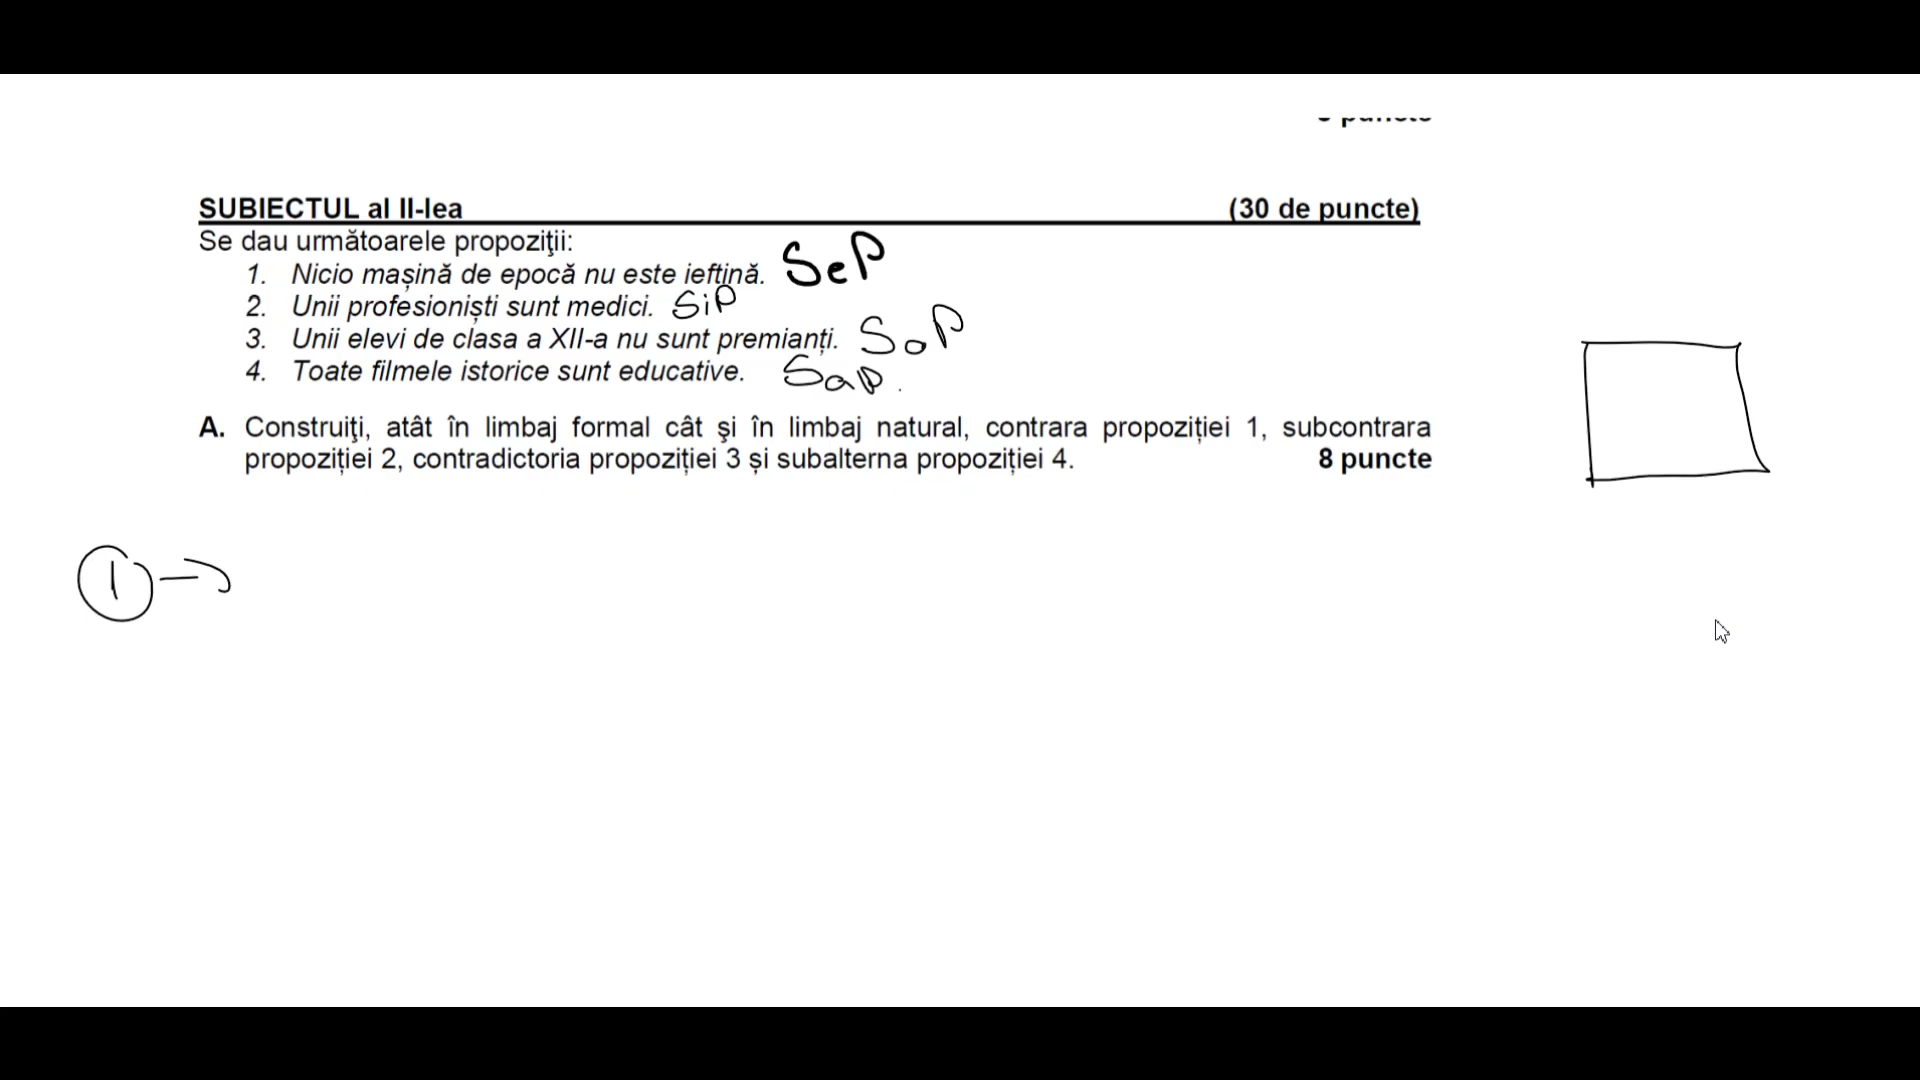 SUBIECTUL al II-lea (30 de puncte)
Se dau următoarele propoziţii:
1. Nicio mașină de epocă nu este ieftină. SeP
2. Unii profesioniști sunt medici. SiP
3. Unii elevi de clasa a XII-a nu sunt premianți. SoP
4. Toate filmele istorice sunt educative. SaP
A. Construiţi, atât în limbaj formal cât şi în limbaj natural, contrara propoziției 1, subcontrara
propoziției 2, contradictoria propoziției 3 și subalterna propoziției 4. 8 puncte
1